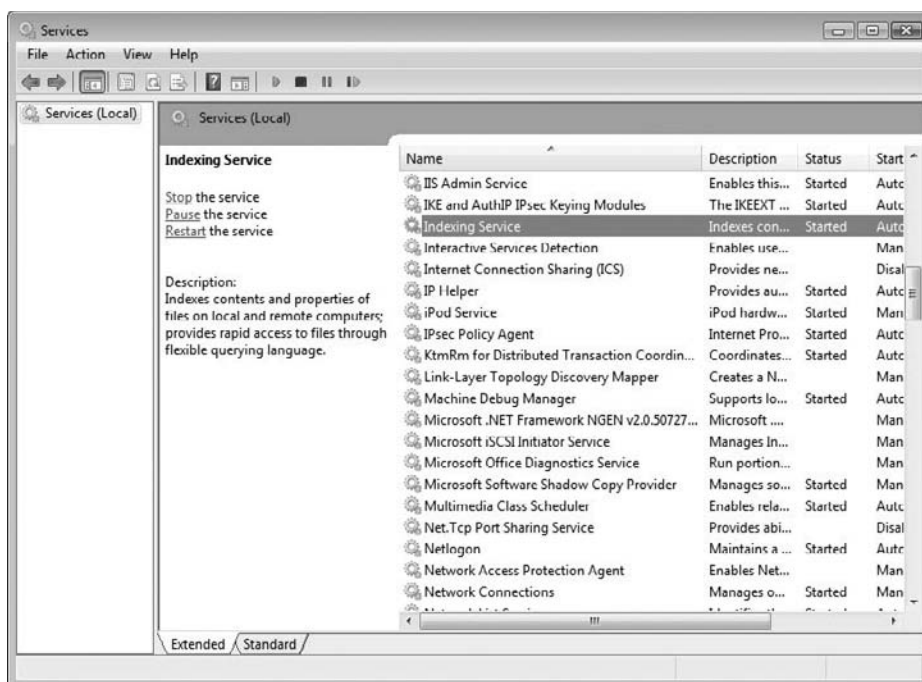 Services
File Action View Help
Services (Local)
Services (Local)
Indexing Service
Stop the service
Pause the service
Restart the service
Description:
Indexes contents and properties of
files on local and remote computers;
provides rapid access to files through
flexible querying language.
Name Description Status Start
IIS Admin Service Enables this... Started Autc
IKE and AuthIP IPsec Keying Modules The IKEEXT ... Started Autc
Indexing Service Indexes con... Started Autc
Interactive Services Detection Enables use... Man
Internet Connection Sharing (ICS) Provides ne... Disal
IP Helper Provides au... Started Autc
iPod Service iPod hardw... Started Man
IPsec Policy Agent Internet Pro... Started Autc
KtmRm for Distributed Transaction Coordin... Coordinates... Started Autc
Link-Layer Topology Discovery Mapper Creates a N... Man
Machine Debug Manager Supports lo... Started Autc
Microsoft .NET Framework NGEN v2.0.50727... Microsoft .... Man
Microsoft iSCSI Initiator Service Manages In... Man
Microsoft Office Diagnostics Service Run portion... Man
Microsoft Software Shadow Copy Provider Manages so... Started Man
Multimedia Class Scheduler Enables rela... Started Autc
Net.Tcp Port Sharing Service Provides abi... Disal
Netlogon Maintains a ... Started Autc
Network Access Protection Agent Enables Net... Man
Network Connections Manages o... Started Man
Extended Standard